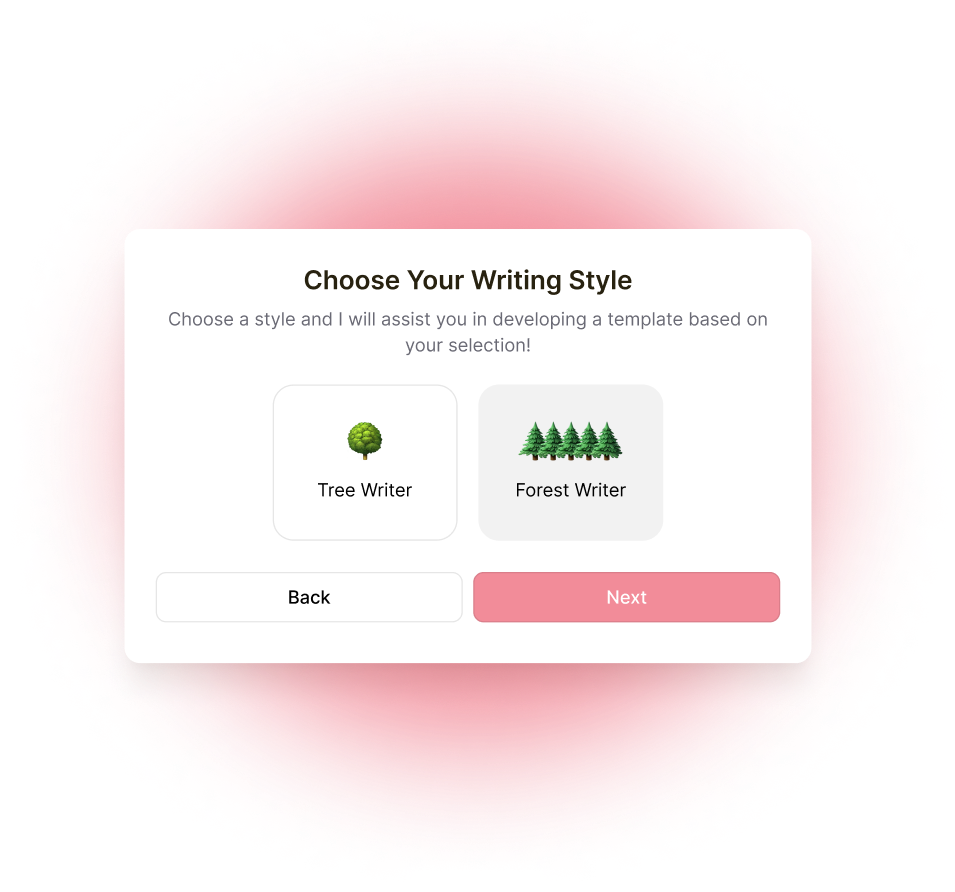 Choose Your Writing Style
Choose a style and I will assist you in developing a template based on
your selection!
Tree Writer
Forest Writer
Back
Next